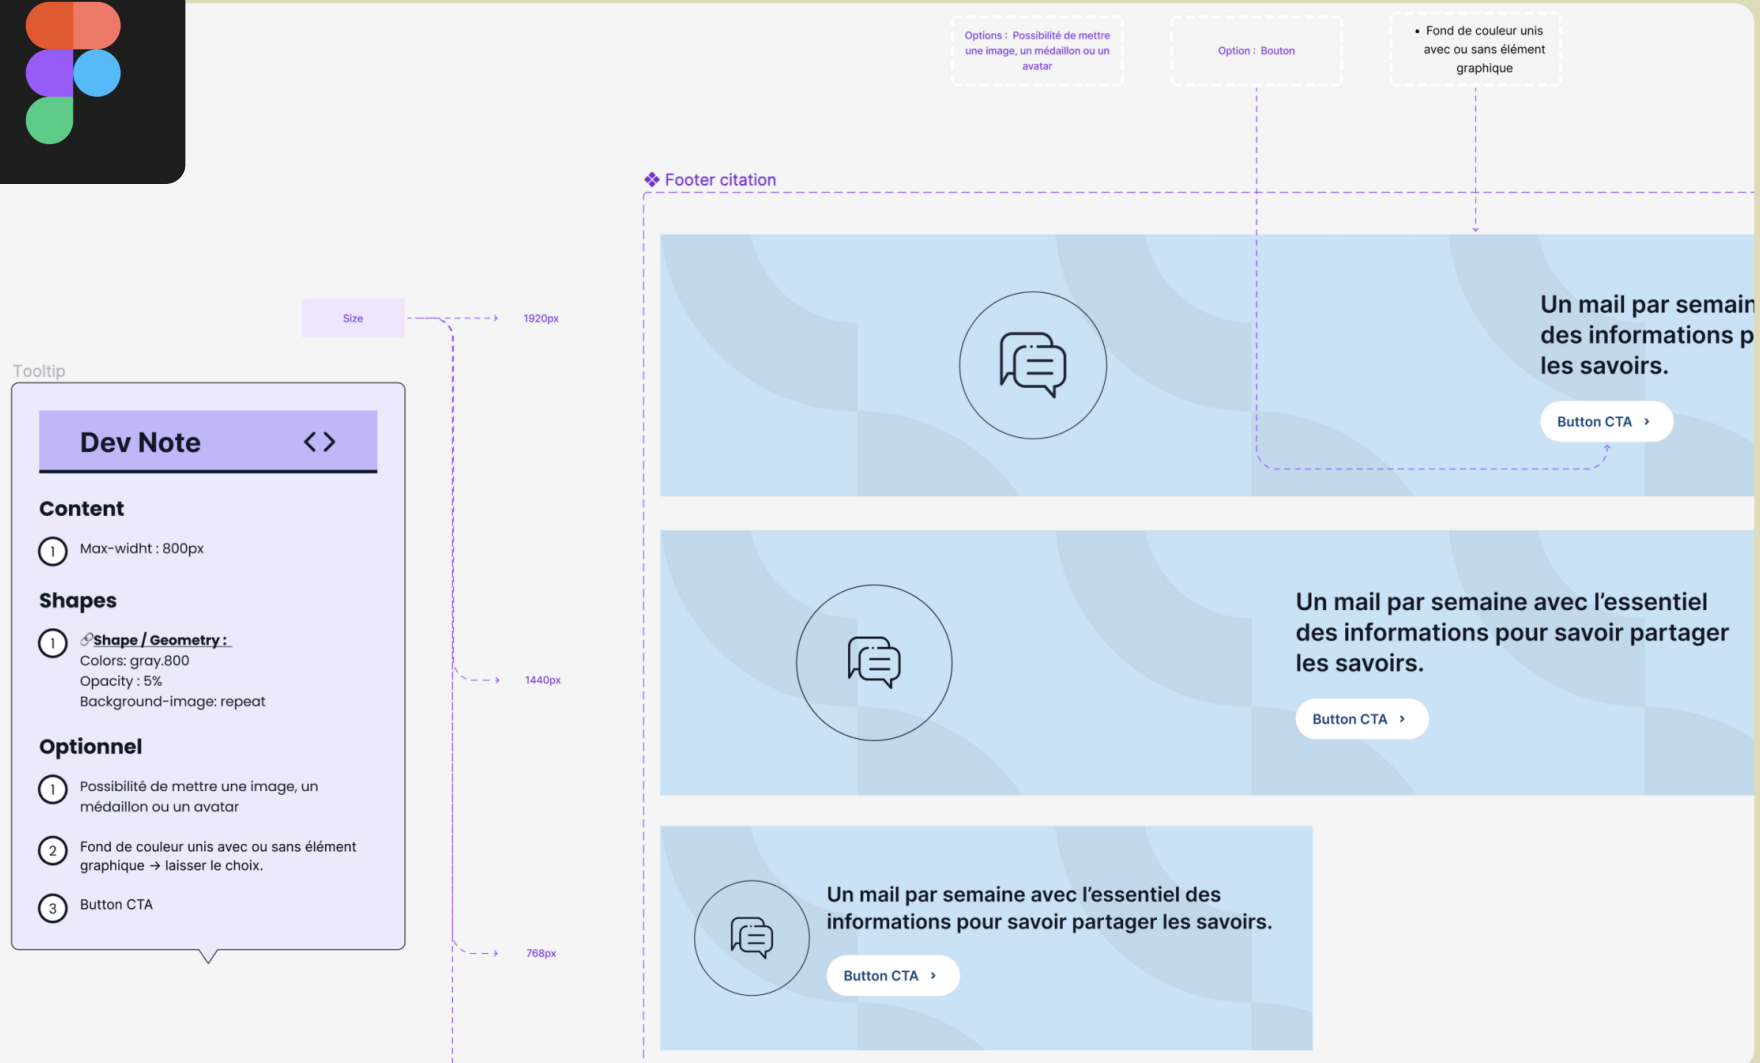 Options : Possibilité de mettre
une image, un médaillon ou un
avatar
Option : Bouton
• Fond de couleur unis
avec ou sans élément
graphique
Footer citation
Size
1920px
1440px
768px
Tooltip
Dev Note
Content
1 Max-widht : 800px
Shapes
1 Shape / Geometry :
Colors: gray.800
Opacity : 5%
Background-image: repeat
Optionnel
1 Possibilité de mettre une image, un
médaillon ou un avatar
2 Fond de couleur unis avec ou sans élément
graphique → laisser le choix.
3 Button CTA
Un mail par semain
des informations p
les savoirs.
Button CTA
Un mail par semaine avec l’essentiel
des informations pour savoir partager
les savoirs.
Button CTA
Un mail par semaine avec l’essentiel des
informations pour savoir partager les savoirs.
Button CTA